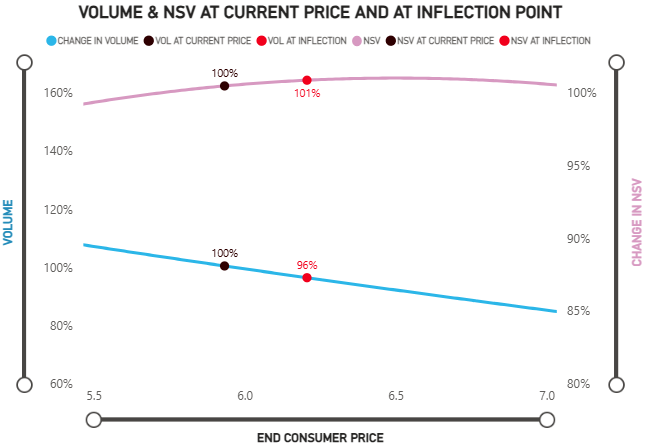 VOLUME & NSV AT CURRENT PRICE AND AT INFLECTION POINT
CHANGE IN VOLUME VOL AT CURRENT PRICE VOL AT INFLECTION NSV NSV AT CURRENT PRICE NSV AT INFLECTION
VOLUME
160%
140%
120%
100%
80%
60%
100%
101%
100%
96%
100%
95%
90%
85%
80%
CHANGE IN NSV
5.5 6.0 6.5 7.0
END CONSUMER PRICE